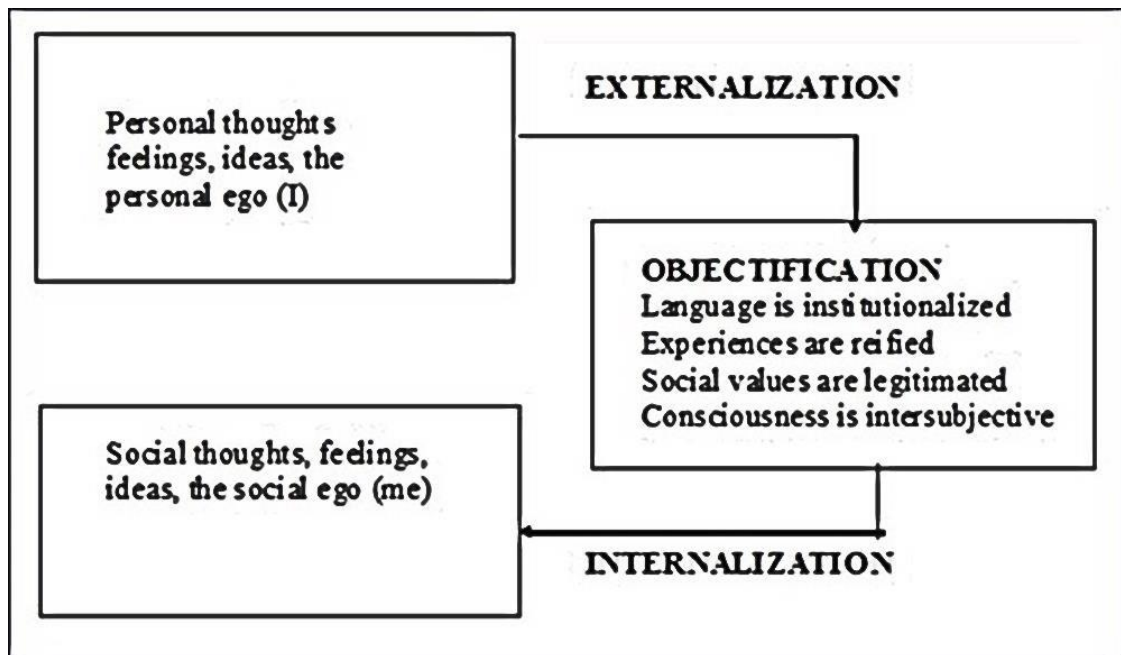 Personal thoughts
feelings, ideas, the
personal ego (I)
EXTERNALIZATION
OBJECTIFICATION
Language is institutionalized
Experiences are reified
Social values are legitimated
Consciousness is intersubjective
Social thoughts, feelings,
ideas, the social ego (me)
INTERNALIZATION